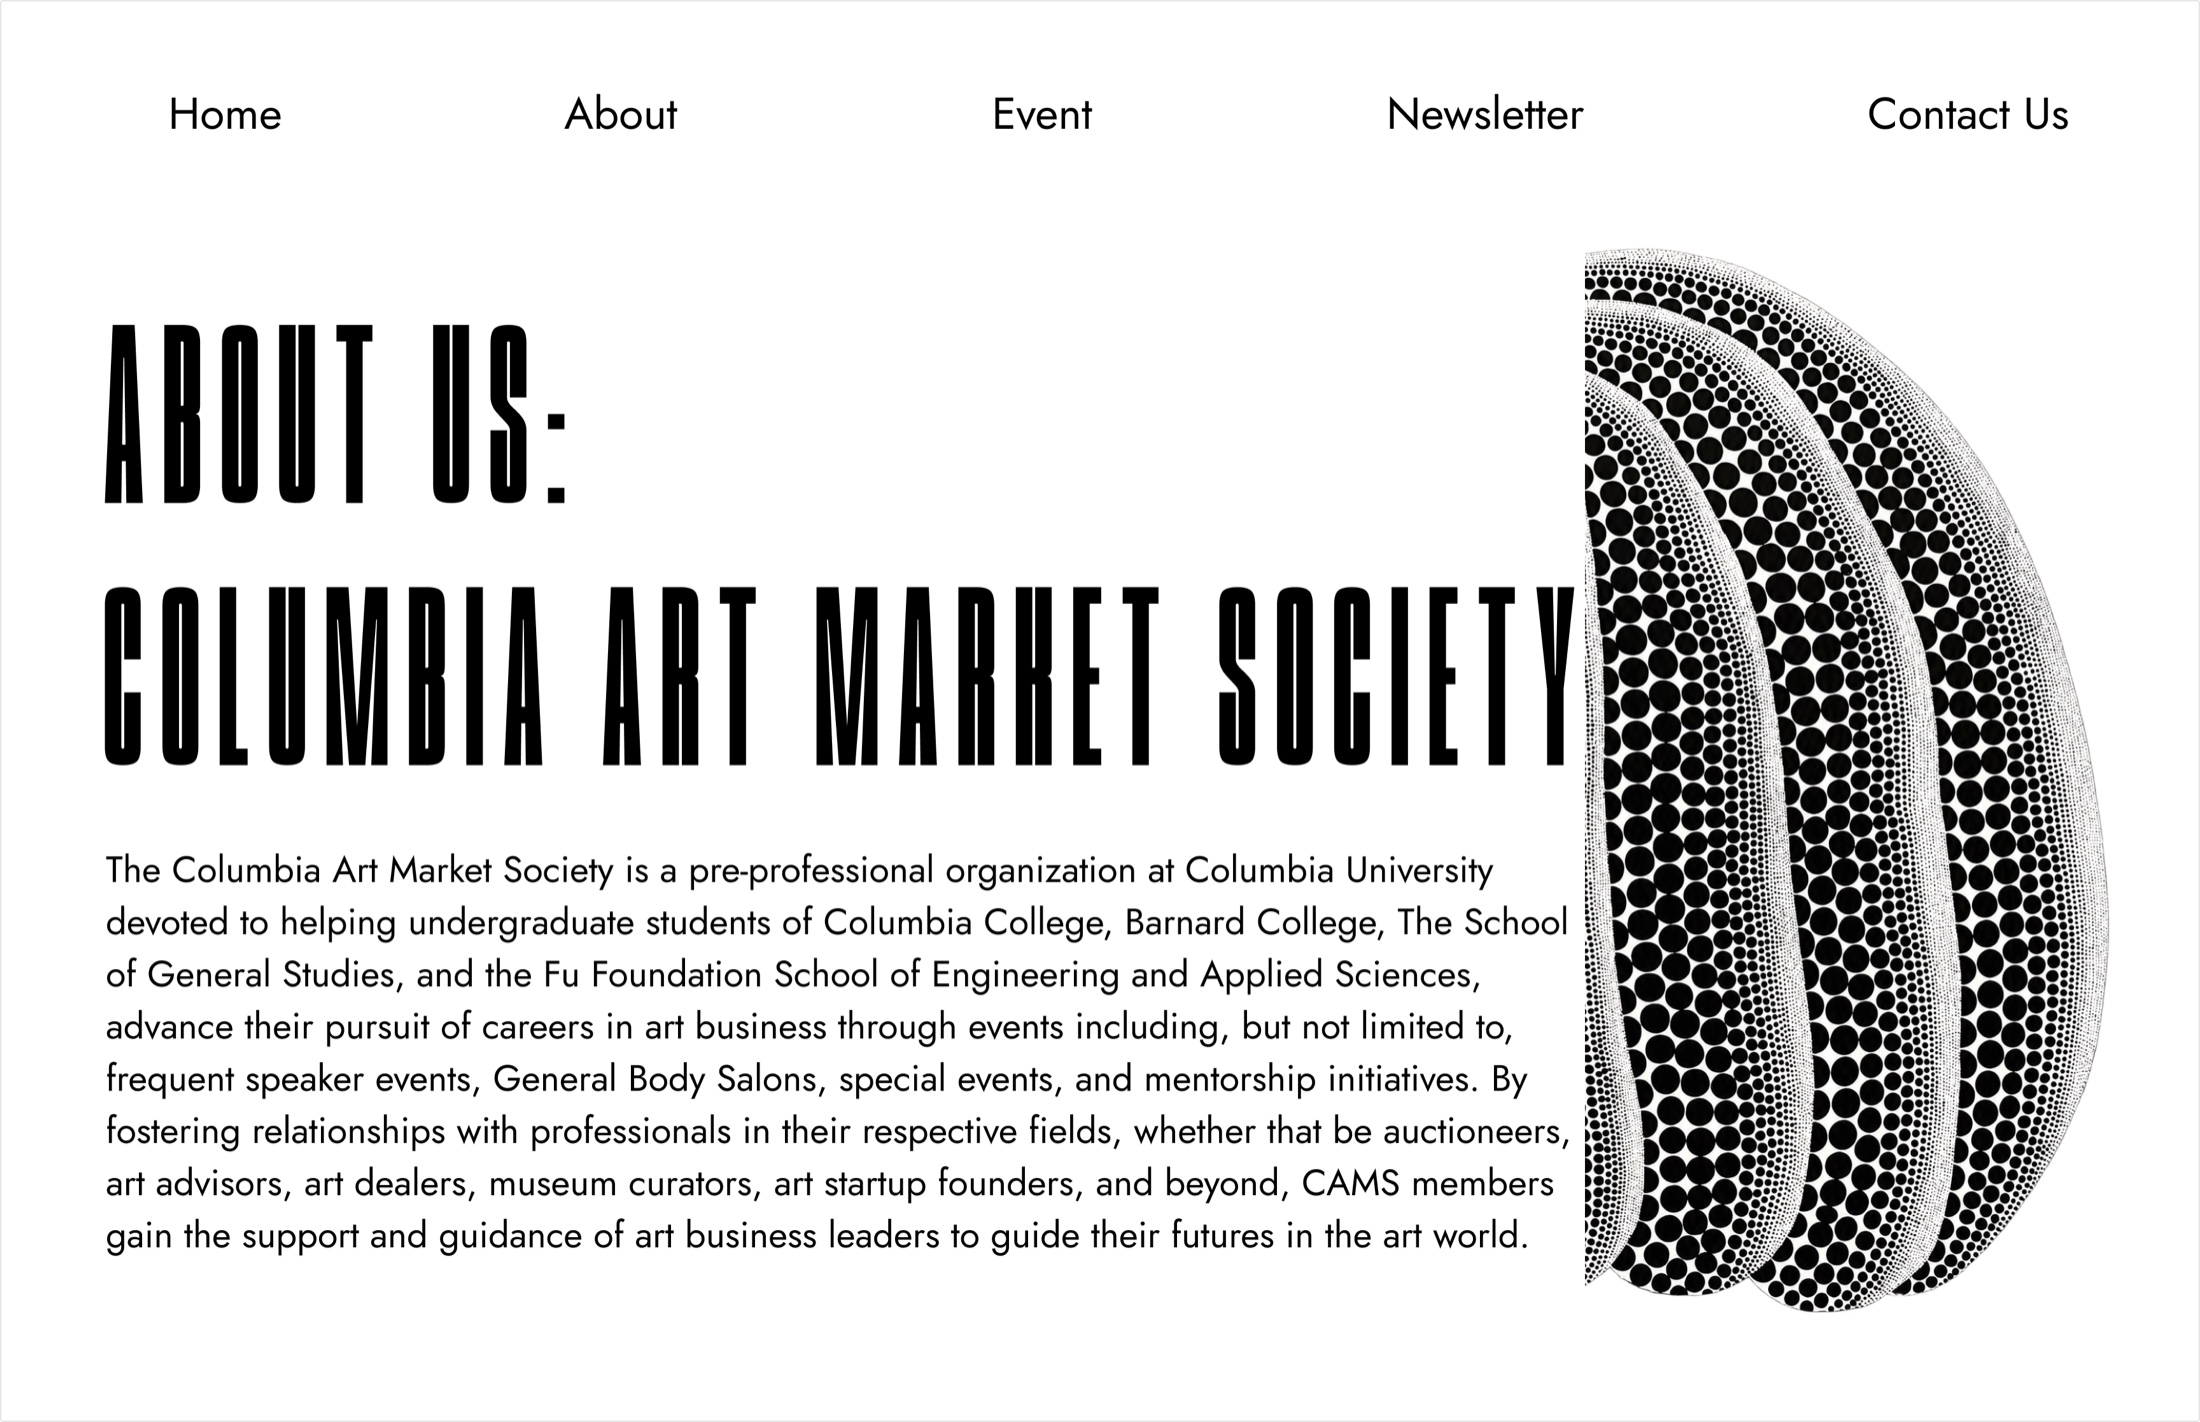 Home About Event Newsletter Contact Us
ABOUT US:
COLUMBIA ART MARKET SOCIETY
The Columbia Art Market Society is a pre-professional organization at Columbia University
devoted to helping undergraduate students of Columbia College, Barnard College, The School
of General Studies, and the Fu Foundation School of Engineering and Applied Sciences,
advance their pursuit of careers in art business through events including, but not limited to,
frequent speaker events, General Body Salons, special events, and mentorship initiatives. By
fostering relationships with professionals in their respective fields, whether that be auctioneers,
art advisors, art dealers, museum curators, art startup founders, and beyond, CAMS members
gain the support and guidance of art business leaders to guide their futures in the art world.